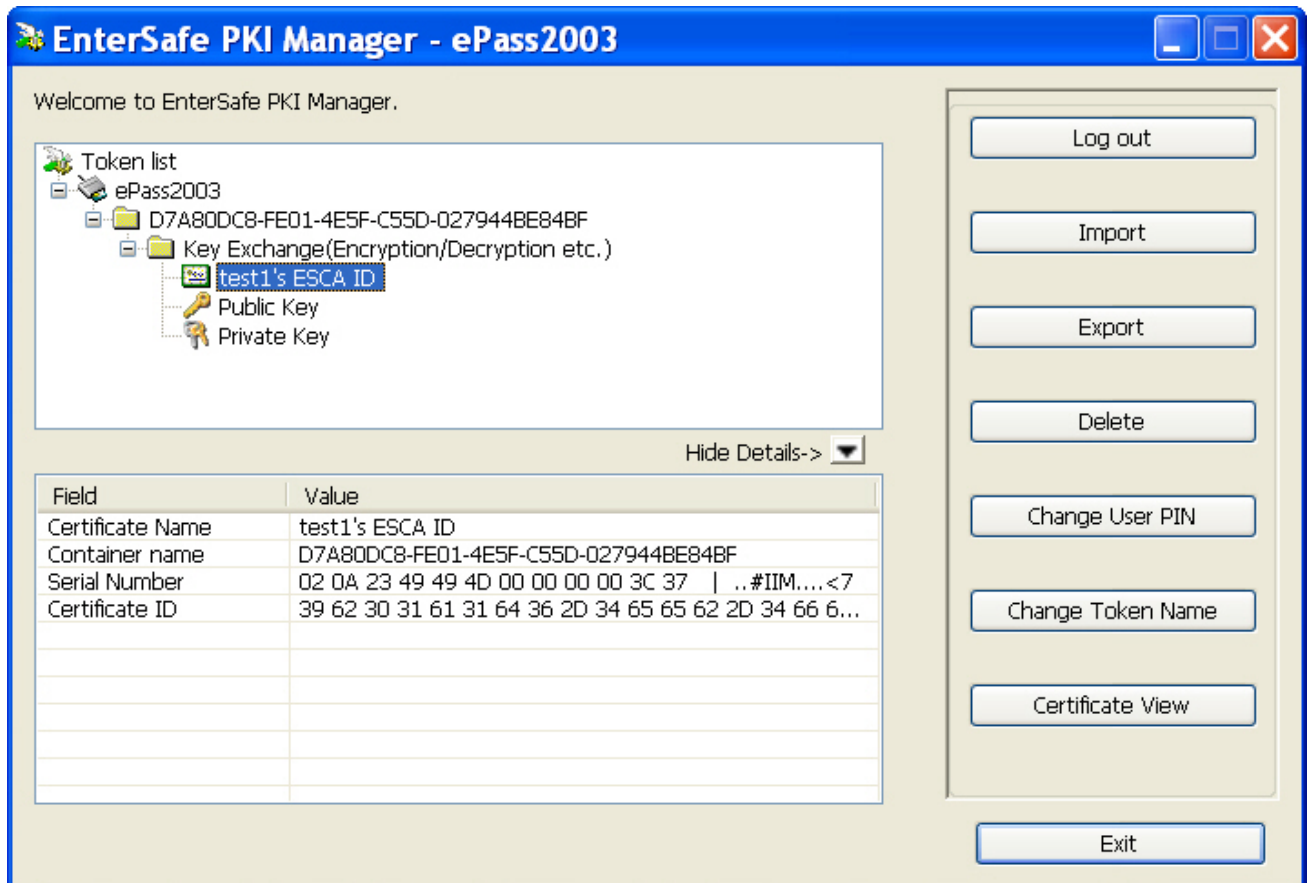 EnterSafe PKI Manager - ePass2003
Welcome to EnterSafe PKI Manager.
Token list
ePass2003
D7A80DC8-FE01-4E5F-C55D-027944BE84BF
Key Exchange(Encryption/Decryption etc.)
test1's ESCA ID
Public Key
Private Key
Hide Details->
Field Value
Certificate Name test1's ESCA ID
Container name D7A80DC8-FE01-4E5F-C55D-027944BE84BF
Serial Number 02 0A 23 49 49 4D 00 00 00 00 3C 37 | ..#IIM....<7
Certificate ID 39 62 30 31 61 31 64 36 2D 34 65 65 62 2D 34 66 6...
Log out
Import
Export
Delete
Change User PIN
Change Token Name
Certificate View
Exit